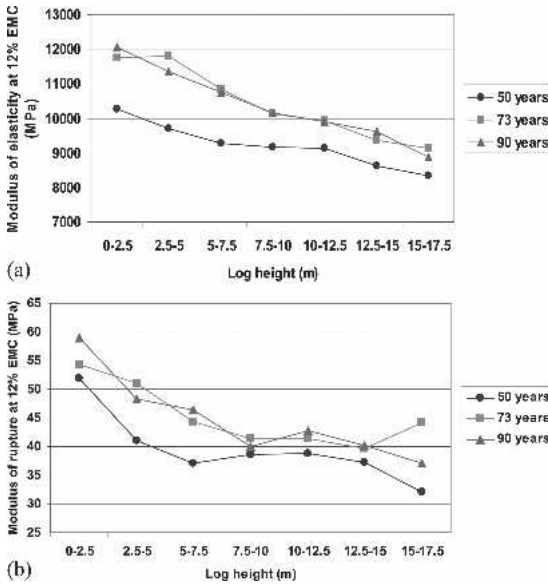 Modulus of elasticity at 12% EMC
(MPa)
13000
12000
11000
10000
9000
8000
7000
0-2.5 2.5-5 5-7.5 7.5-10 10-12.5 12.5-15 15-17.5
Log height (m)
50 years
73 years
90 years
(a)
Modulus of rupture at 12% EMC (MPa)
65
60
55
50
45
40
35
30
25
0-2.5 2.5-5 5-7.5 7.5-10 10-12.5 12.5-15 15-17.5
Log height (m)
50 years
73 years
90 years
(b)